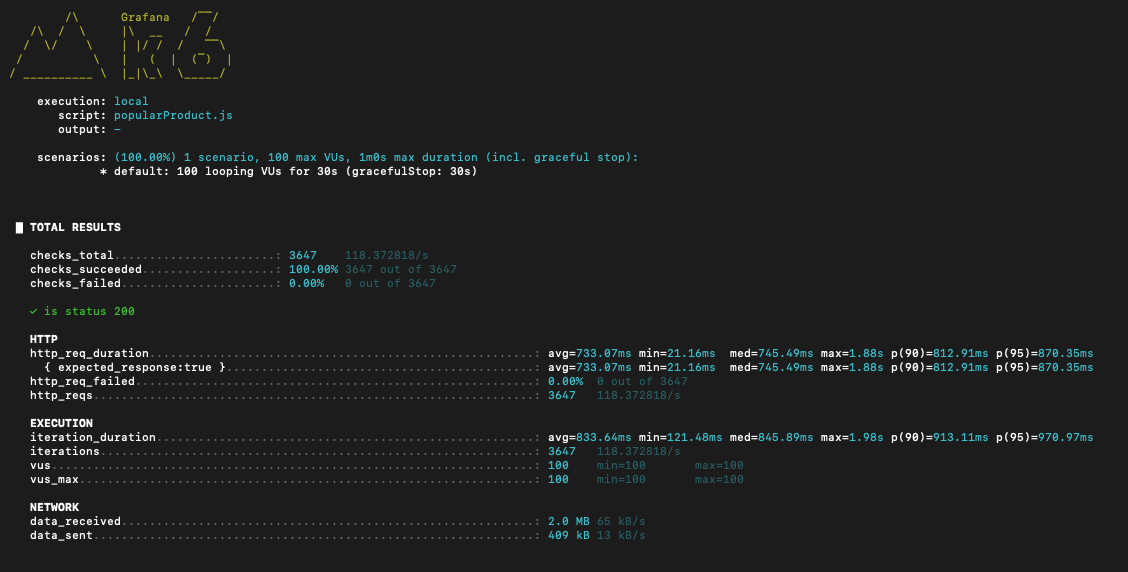 /\      Grafana   /‾‾/
    /\  /  \     |\  __   /  /
   /  \/    \    | |/ /  /   ‾‾\
  /          \   |   (  |  (‾)  |
 / __________ \  |_|\_\  \_____/
     execution: local
        script: popularProduct.js
        output: -
     scenarios: (100.00%) 1 scenario, 100 max VUs, 1m0s max duration (incl. graceful stop):
              * default: 100 looping VUs for 30s (gracefulStop: 30s)
  █ TOTAL RESULTS
    checks_total.......................: 3647    118.372818/s
    checks_succeeded...................: 100.00% 3647 out of 3647
    checks_failed......................: 0.00%   0 out of 3647
    ✓ is status 200
    HTTP
    http_req_duration.......................................................: avg=733.07ms min=21.16ms  med=745.49ms max=1.88s p(90)=812.91ms p(95)=870.35ms
      { expected_response:true }............................................: avg=733.07ms min=21.16ms  med=745.49ms max=1.88s p(90)=812.91ms p(95)=870.35ms
    http_req_failed.........................................................: 0.00%  0 out of 3647
    http_reqs...............................................................: 3647   118.372818/s
    EXECUTION
    iteration_duration......................................................: avg=833.64ms min=121.48ms med=845.89ms max=1.98s p(90)=913.11ms p(95)=970.97ms
    iterations..............................................................: 3647   118.372818/s
    vus.....................................................................: 100    min=100       max=100
    vus_max.................................................................: 100    min=100       max=100
    NETWORK
    data_received...........................................................: 2.0 MB 65 kB/s
    data_sent...............................................................: 409 kB 13 kB/s